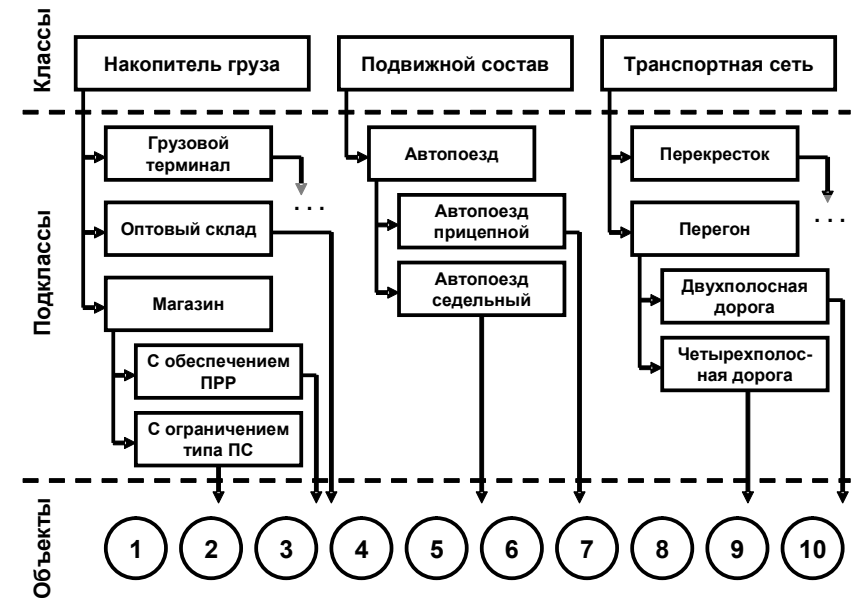 Классы
Накопитель груза
Подвижной состав
Транспортная сеть
Подклассы
Грузовой
терминал
. . .
Оптовый склад
Магазин
С обеспечением
ПРР
С ограничением
типа ПС
Автопоезд
Автопоезд
прицепной
Автопоезд
седельный
Перекресток
. . .
Перегон
Двухполосная
дорога
Четырехполос-
ная дорога
Объекты
1 2 3 4 5 6 7 8 9 10